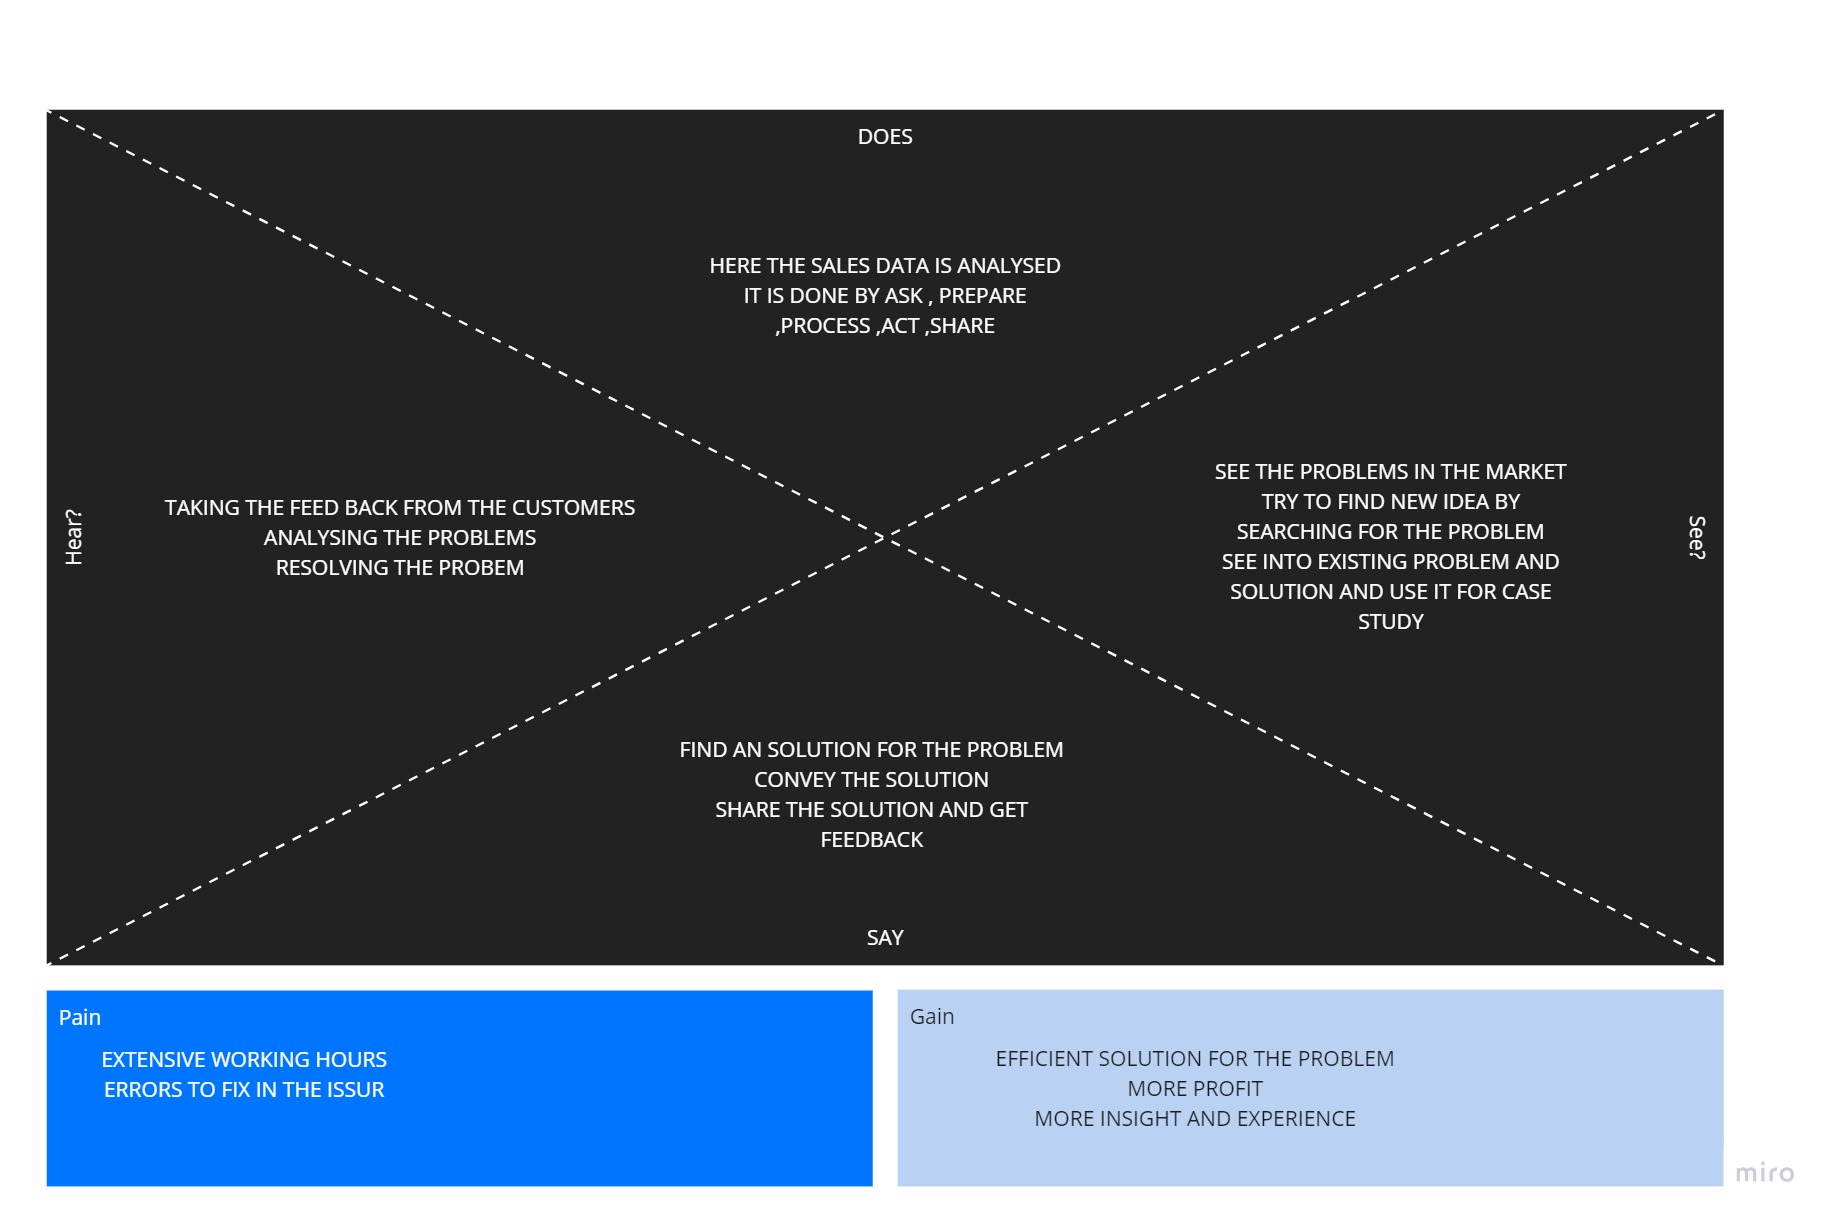 DOES
HERE THE SALES DATA IS ANALYSED
IT IS DONE BY ASK , PREPARE
,PROCESS ,ACT ,SHARE
Hear?
TAKING THE FEED BACK FROM THE CUSTOMERS
ANALYSING THE PROBLEMS
RESOLVING THE PROBEM
SEE THE PROBLEMS IN THE MARKET
TRY TO FIND NEW IDEA BY
SEARCHING FOR THE PROBLEM
SEE INTO EXISTING PROBLEM AND
SOLUTION AND USE IT FOR CASE
STUDY
See?
FIND AN SOLUTION FOR THE PROBLEM
CONVEY THE SOLUTION
SHARE THE SOLUTION AND GET
FEEDBACK
SAY
Pain
EXTENSIVE WORKING HOURS
ERRORS TO FIX IN THE ISSUR
Gain
EFFICIENT SOLUTION FOR THE PROBLEM
MORE PROFIT
MORE INSIGHT AND EXPERIENCE
miro